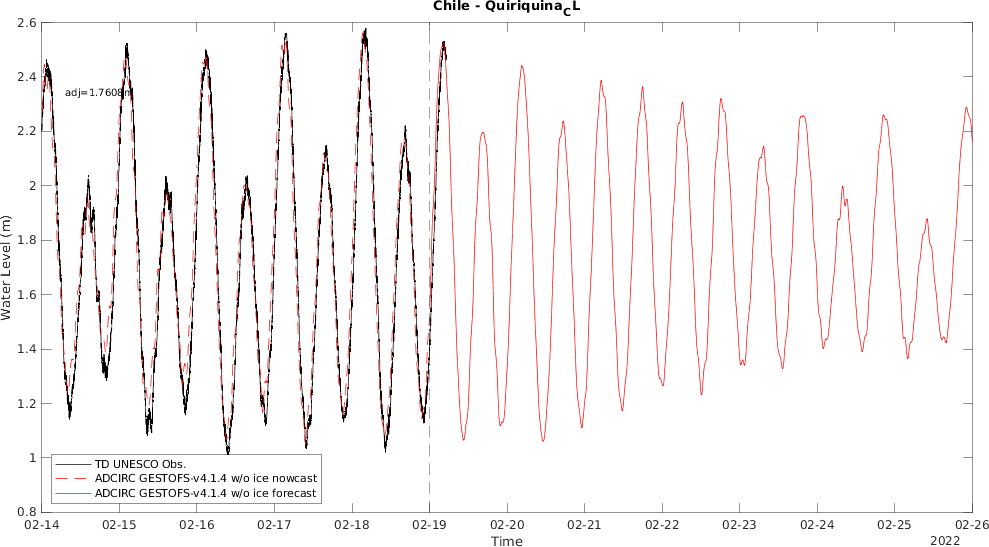 Chile - Quiriquina_CL
2.6
2.4
2.2
2
1.8
1.6
1.4
1.2
1
0.8
Water Level (m)
adj=1.7608m
TD UNESCO Obs.
ADCIRC GESTOFS-v4.1.4 w/o ice nowcast
ADCIRC GESTOFS-v4.1.4 w/o ice forecast
02-14 02-15 02-16 02-17 02-18 02-19 02-20 02-21 02-22 02-23 02-24 02-25 02-26
Time
2022